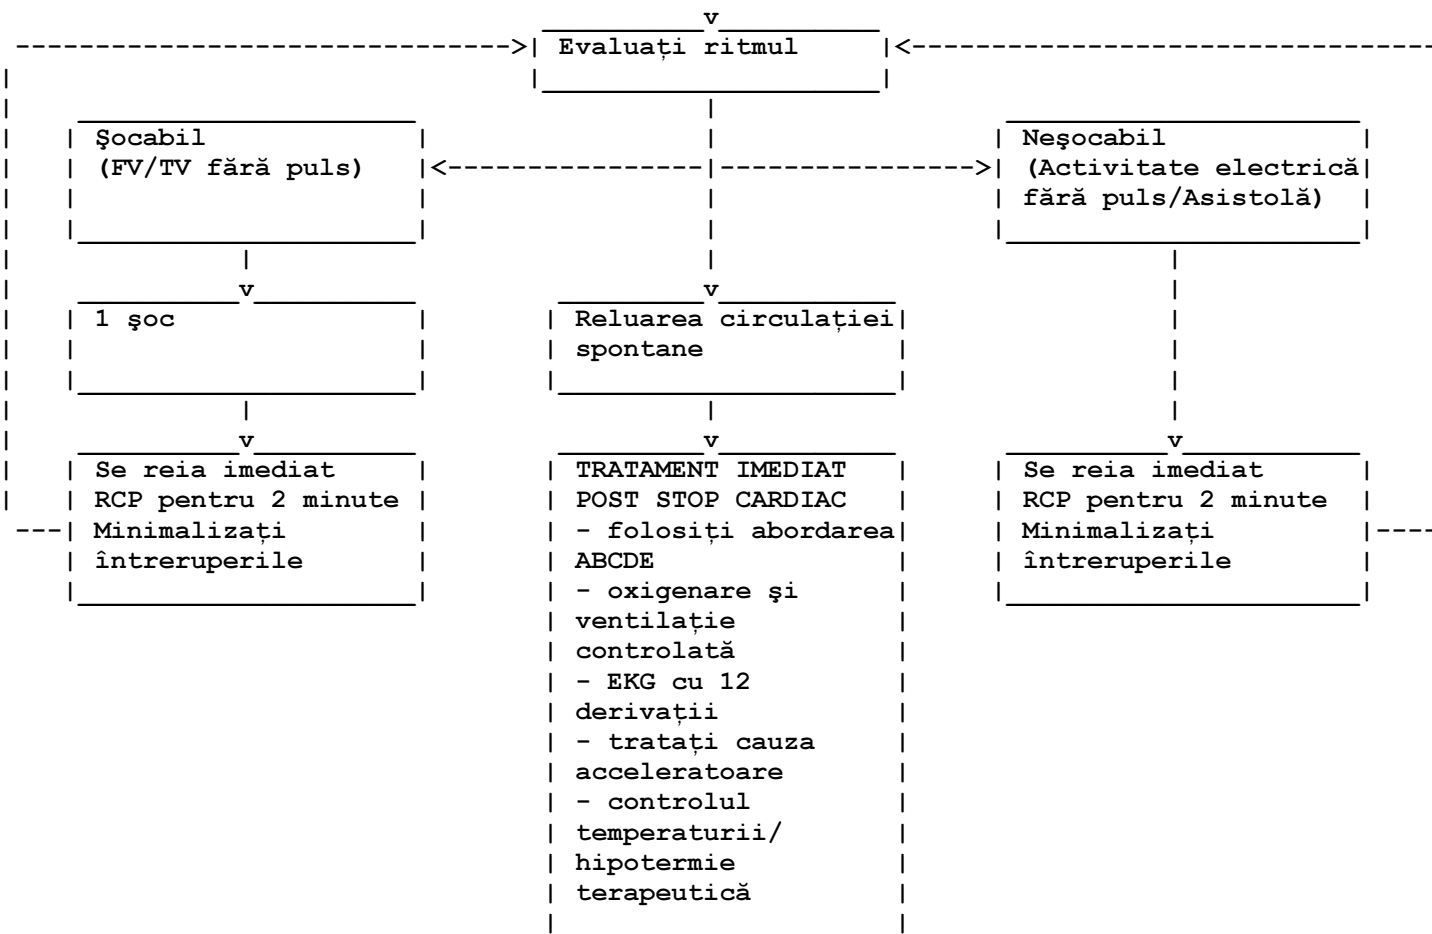 Evaluați ritmul
Şocabil
(FV/TV fără puls)
Neşocabil
(Activitate electrică
fără puls/Asistolă)
1 şoc
Reluarea circulației
spontane
Se reia imediat
RCP pentru 2 minute
Minimalizați
întreruperile
TRATAMENT IMEDIAT
POST STOP CARDIAC
- folosiți abordarea
ABCDE
- oxigenare şi
ventilație
controlată
- EKG cu 12
derivații
- tratați cauza
acceleratoare
- controlul
temperaturii/
hipotermie
terapeutică
Se reia imediat
RCP pentru 2 minute
Minimalizați
întreruperile